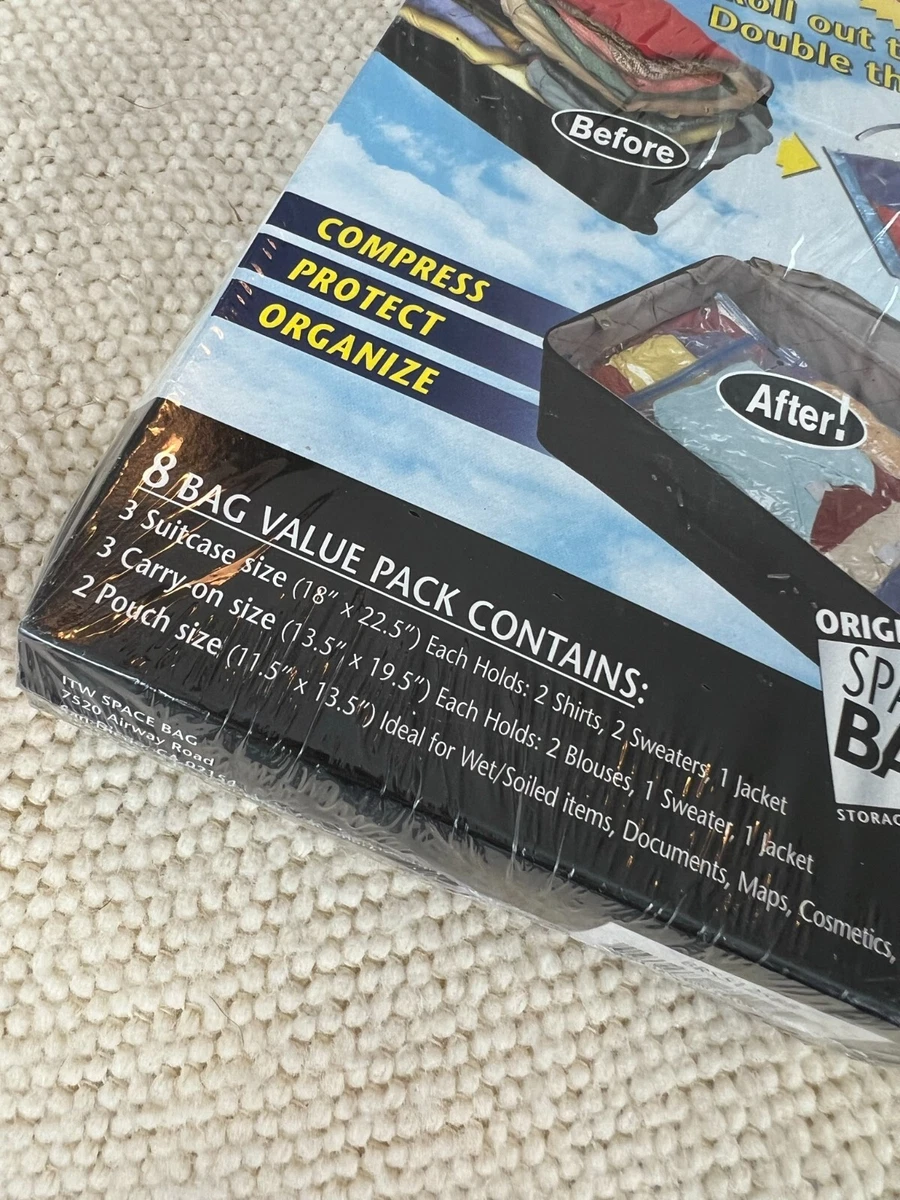 out
Double
Before
COMPRESS
PROTECT
ORGANIZE
After!
8 BAG VALUE PACK CONTAINS:
3 Suitcase size (18" x 22.5") Each Holds: 2 Shirts, 2 Sweaters, 1 Jacket
3 Carry-on size (13.5" x 19.5") Each Holds: 2 Blouses, 1 Sweater, 1 Jacket
2 Pouch size (11.5" x 13.5") Ideal for Wet/Soiled items, Documents, Maps, Cosmetics,
ITW SPACE BAG
7520 Airway Road
CA 92154